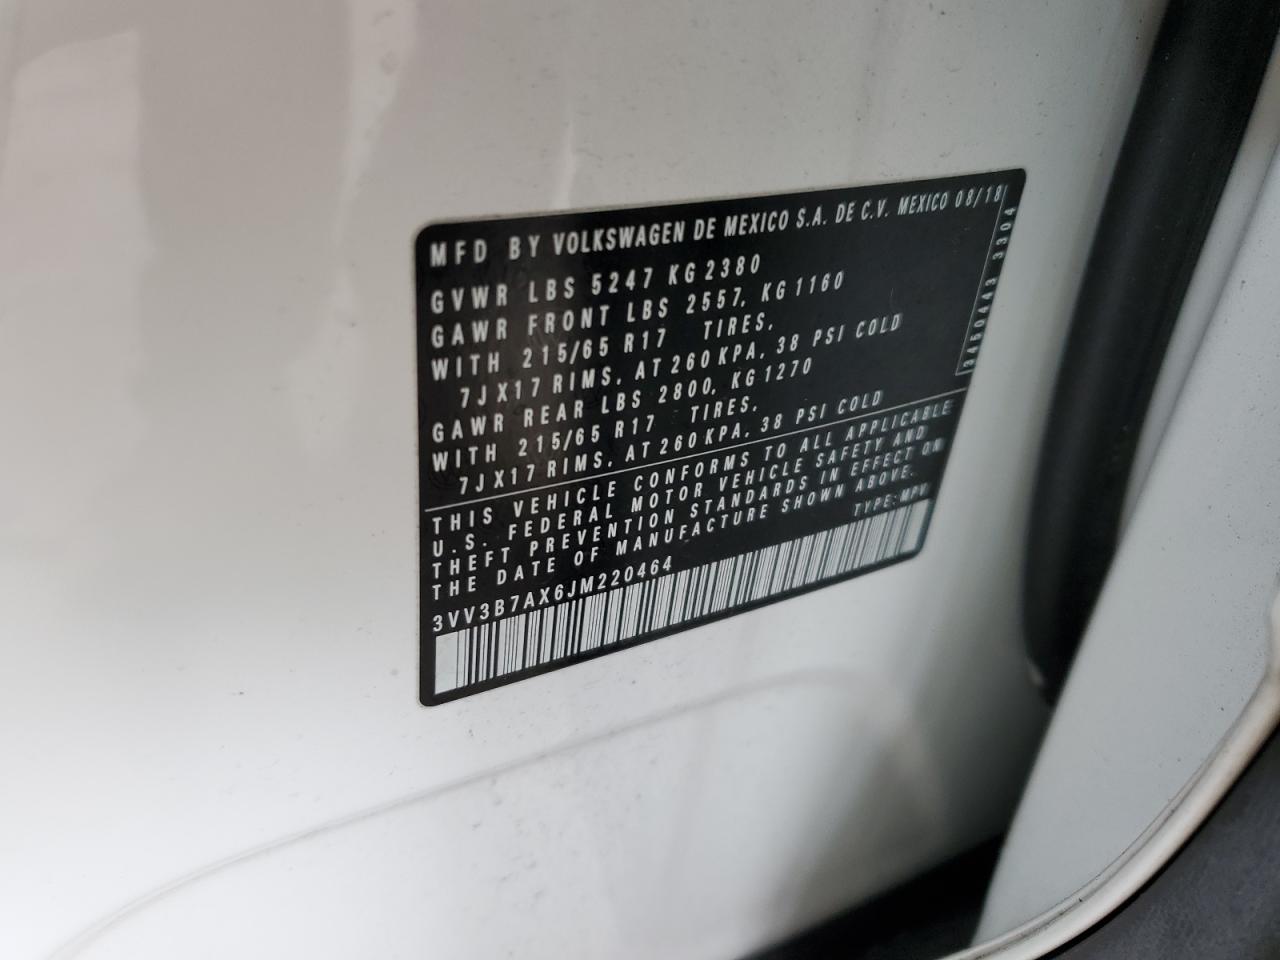 MFD BY VOLKSWAGEN DE MEXICO S.A. DE C.V. MEXICO 08/18
GVWR LBS 5247 KG 2380
GAWR FRONT LBS 2557, KG 1160
WITH 215/65 R17 TIRES,
7JX17 RIMS, AT 260 KPA, 38 PSI COLD
GAWR REAR LBS 2800, KG 1270
WITH 215/65 R17 TIRES,
7JX17 RIMS, AT 260 KPA, 38 PSI COLD
3450443 3304
THIS VEHICLE CONFORMS TO ALL APPLICABLE
U.S. FEDERAL MOTOR VEHICLE SAFETY AND
THEFT PREVENTION STANDARDS IN EFFECT ON
THE DATE OF MANUFACTURE SHOWN ABOVE.
3VV3B7AX6JM220464 TYPE: MPV